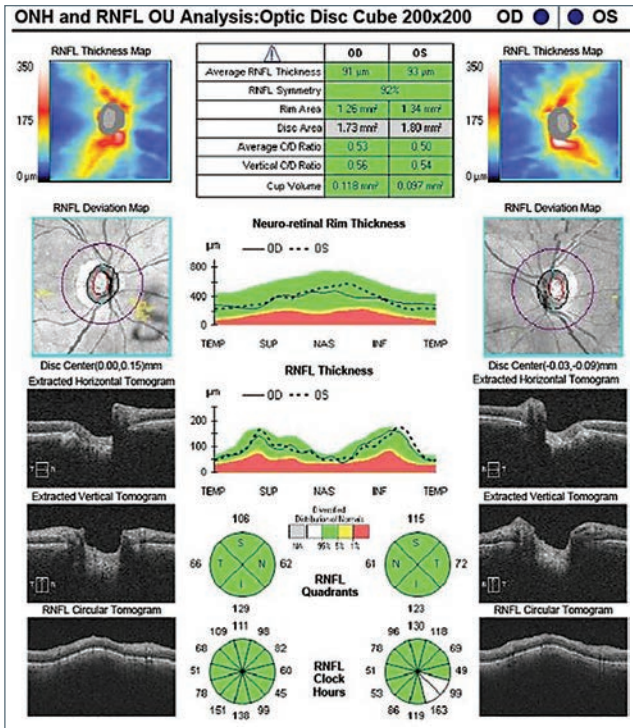 ONH and RNFL OU Analysis:Optic Disc Cube 200x200 OD OS
RNFL Thickness Map
350
175
0 µm
OD OS
Average RNFL Thickness 91 µm 93 µm
RNFL Symmetry 92%
Rim Area 1.26 mm² 1.34 mm²
Disc Area 1.73 mm² 1.80 mm²
Average C/D Ratio 0.53 0.50
Vertical C/D Ratio 0.56 0.54
Cup Volume 0.118 mm³ 0.097 mm³
RNFL Thickness Map
350
175
0 µm
RNFL Deviation Map
Disc Center(0.00,0.15)mm
Neuro-retinal Rim Thickness
µm OD OS
800
400
0
TEMP SUP NAS INF TEMP
RNFL Deviation Map
Disc Center(-0.03,-0.09)mm
Extracted Horizontal Tomogram
T N
RNFL Thickness
µm OD OS
200
100
0
TEMP SUP NAS INF TEMP
Extracted Horizontal Tomogram
N T
Extracted Vertical Tomogram
T N
Diversified
Distribution of Normals
NA 95% 5% 1%
RNFL
Quadrants
106
S
66 T N 62
I
129
115
S
61 N T 72
I
123
Extracted Vertical Tomogram
N T
RNFL Circular Tomogram
RNFL
Clock
Hours
111
109 98
68 82
51 60
78 45
151 99
138
130
96 118
78 69
51 49
53 99
86 163
119
RNFL Circular Tomogram